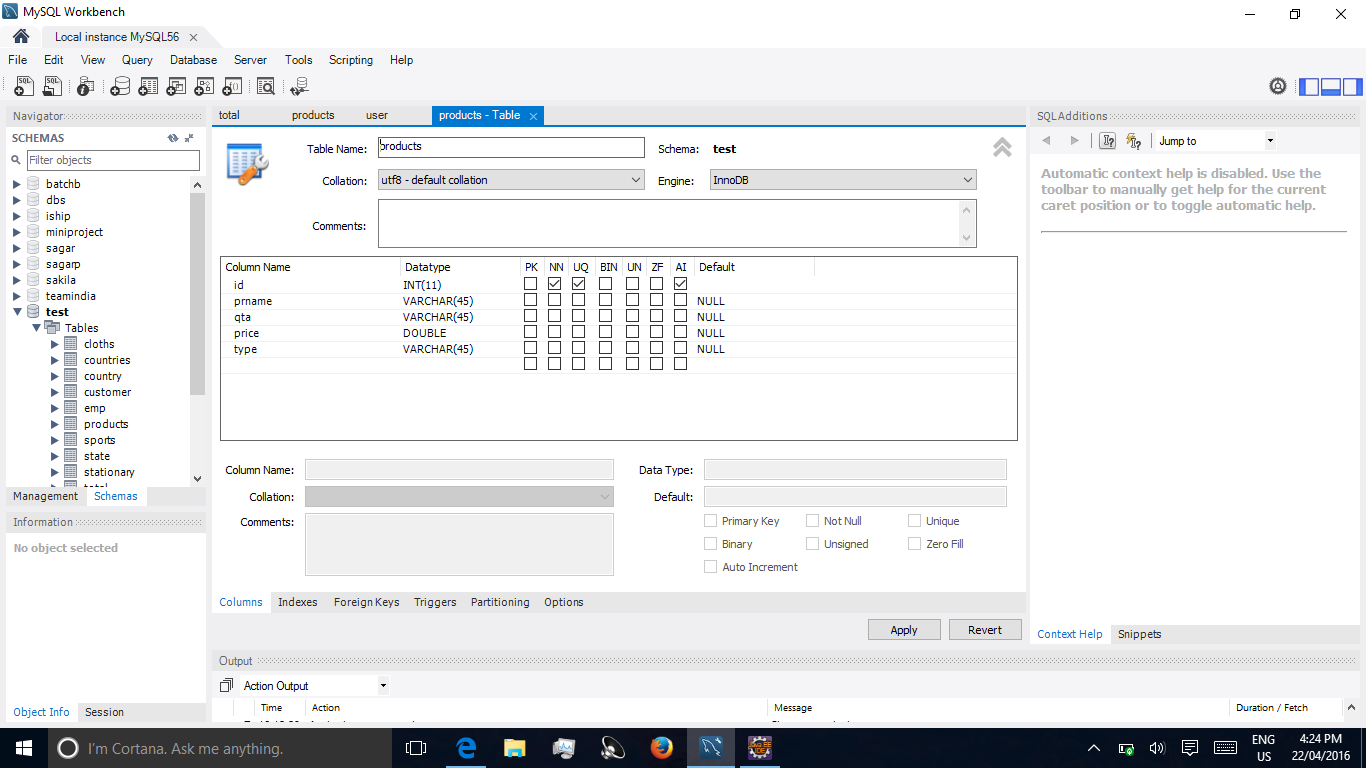 MySQL Workbench
Local instance MySQL56
File Edit View Query Database Server Tools Scripting Help
Navigator
SCHEMAS
Filter objects
batchb
dbs
iship
miniproject
sagar
sagarp
sakila
teamindia
test
Tables
cloths
countries
country
customer
emp
products
sports
state
stationary
total
Management Schemas
Information
No object selected
Object Info Session
total products user products - Table
Table Name: products Schema: test
Collation: utf8 - default collation Engine: InnoDB
Comments:
Column Name Datatype PK NN UQ BIN UN ZF AI Default
id INT(11)
prname VARCHAR(45) NULL
qta VARCHAR(45) NULL
price DOUBLE NULL
type VARCHAR(45) NULL
Column Name: Data Type:
Collation: Default:
Comments: Primary Key Not Null Unique
Binary Unsigned Zero Fill
Auto Increment
Columns Indexes Foreign Keys Triggers Partitioning Options
Apply Revert
Output
Action Output
Time Action Message Duration / Fetch
SQLAdditions
Jump to
Automatic context help is disabled. Use the
toolbar to manually get help for the current
caret position or to toggle automatic help.
Context Help Snippets
I'm Cortana. Ask me anything.
ENG
US
4:24 PM
22/04/2016